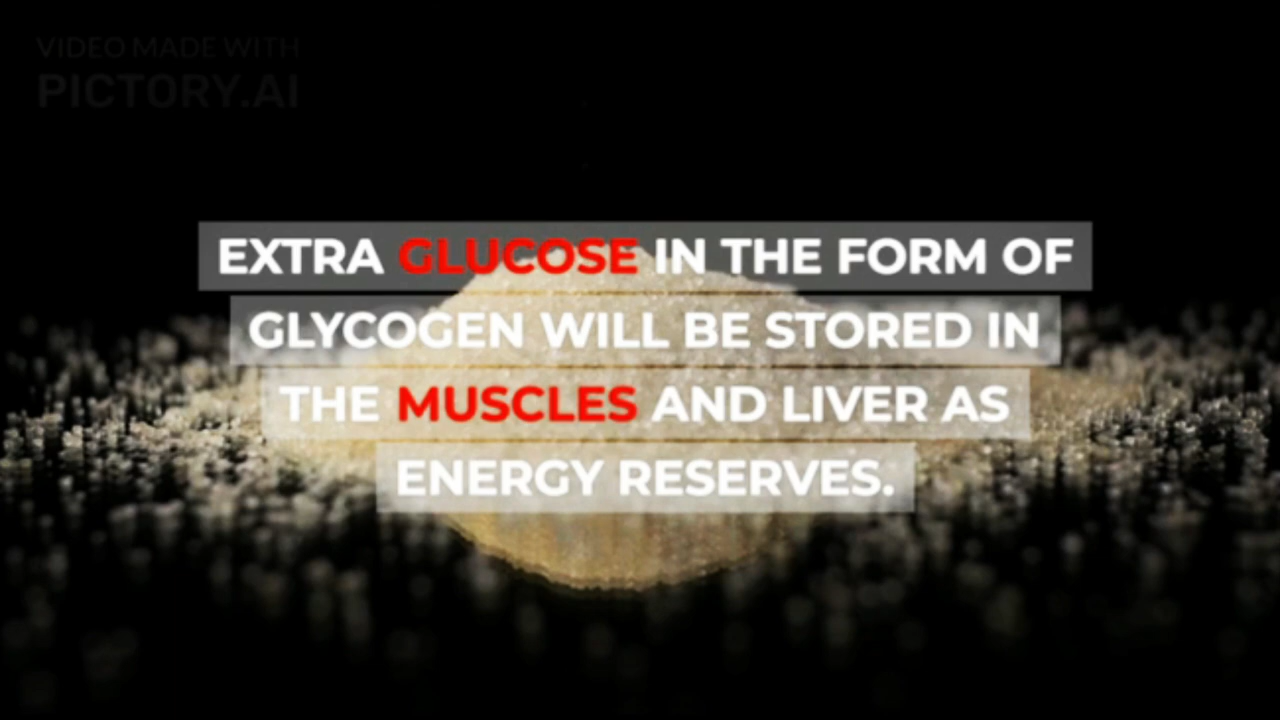 VIDEO MADE WITH
PICTORY.AI
EXTRA GLUCOSE IN THE FORM OF
GLYCOGEN WILL BE STORED IN
THE MUSCLES AND LIVER AS
ENERGY RESERVES.